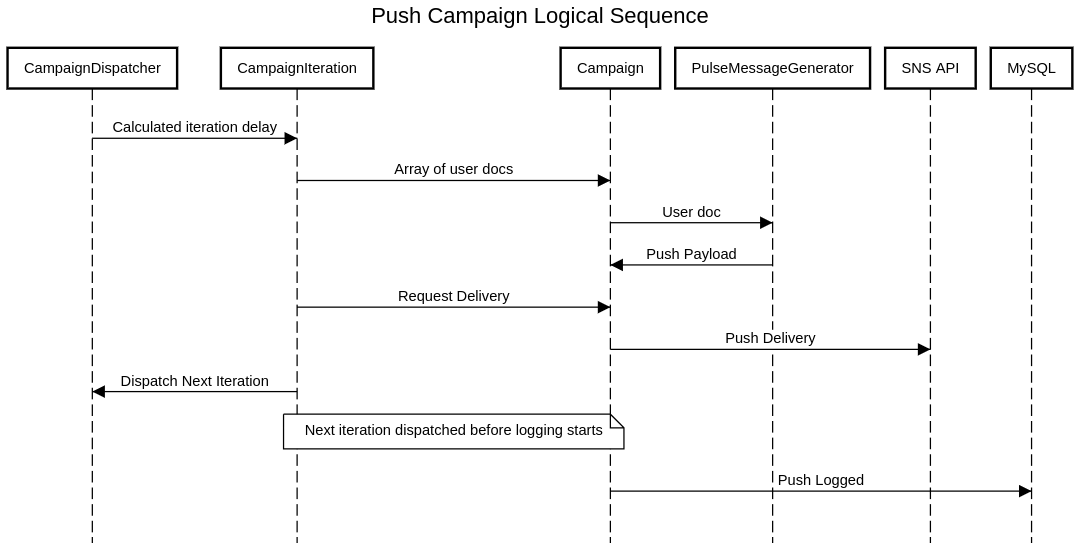 Push Campaign Logical Sequence
CampaignDispatcher
CampaignIteration
Campaign
PulseMessageGenerator
SNS API
MySQL
Calculated iteration delay
Array of user docs
User doc
Push Payload
Request Delivery
Push Delivery
Dispatch Next Iteration
Next iteration dispatched before logging starts
Push Logged